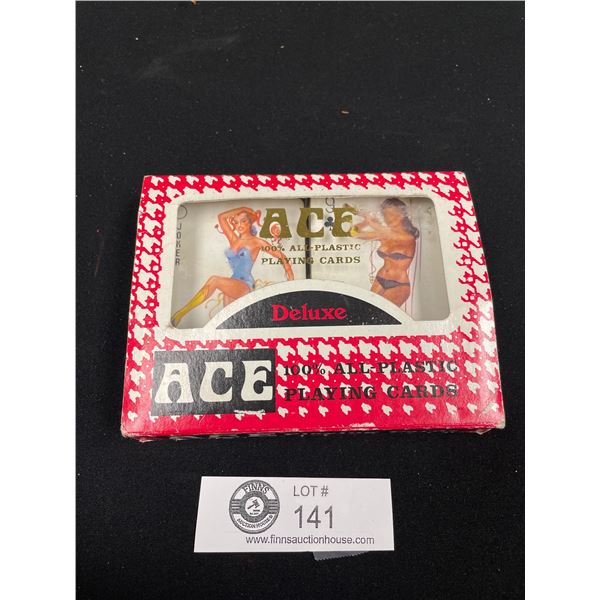 JOKER
ACE
100% ALL-PLASTIC
PLAYING CARDS
Deluxe
ACE
100% ALL-PLASTIC
PLAYING CARDS
FINNS
AUCTION HOUSE
LOT #
141
www.finnsauctionhouse.com